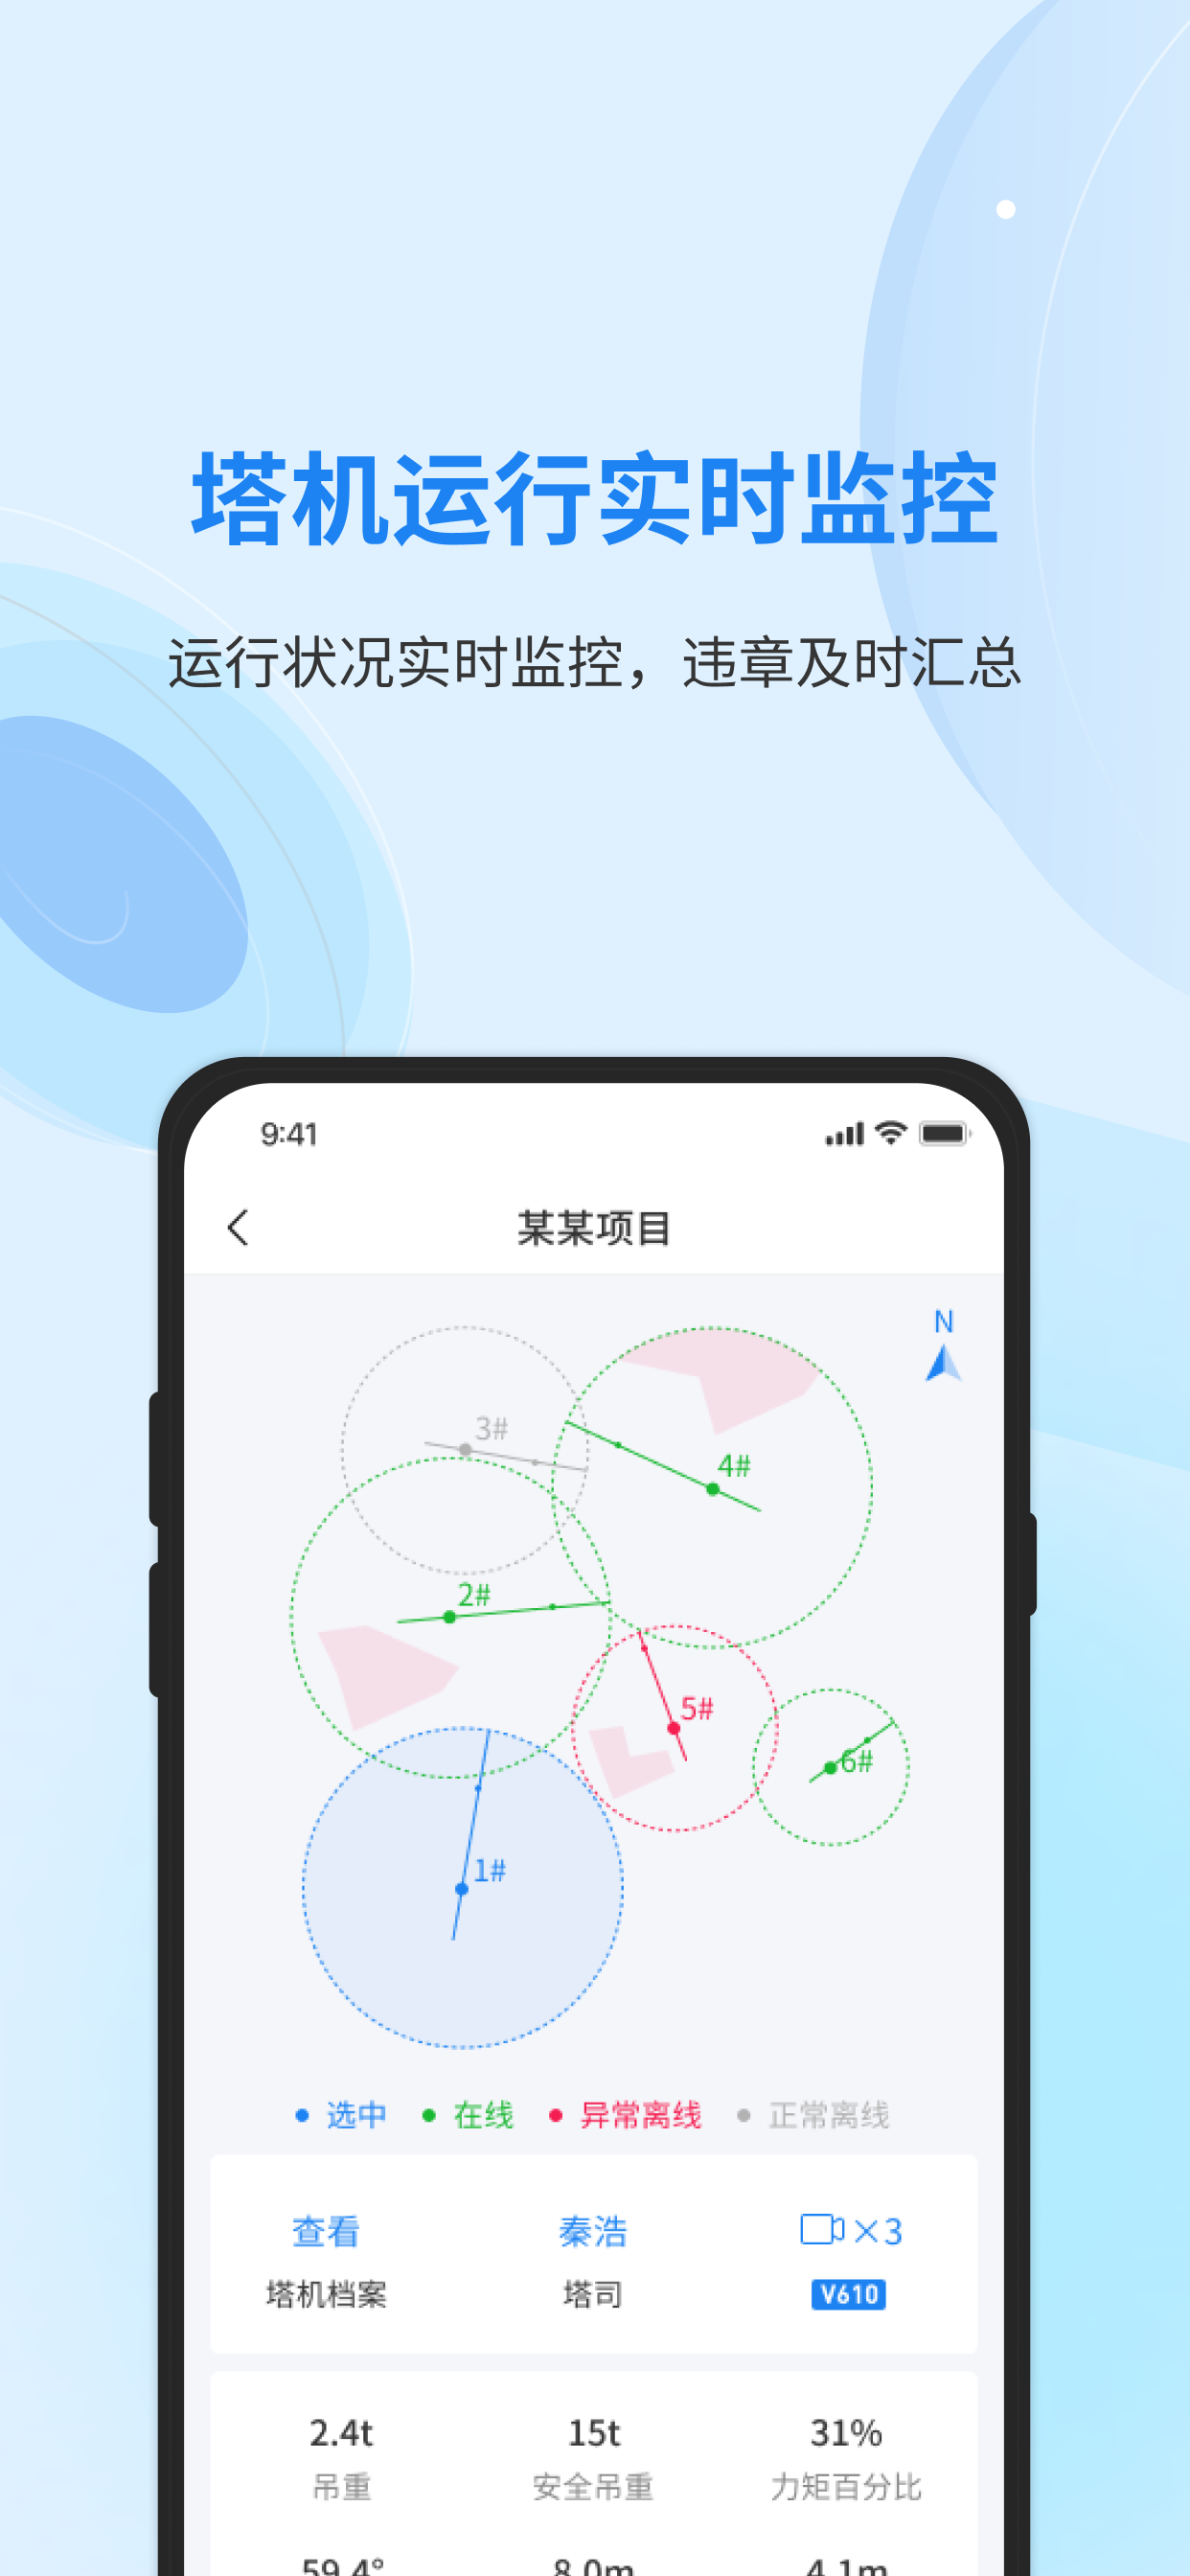 塔机运行实时监控
运行状况实时监控，违章及时汇总
9:41
某某项目
N
3#
4#
2#
5#
6#
1#
选中 在线 异常离线 正常离线
查看 秦浩 ×3
塔机档案 塔司 V610
2.4t 15t 31%
吊重 安全吊重 力矩百分比
59.4° 8.0m 4.1m